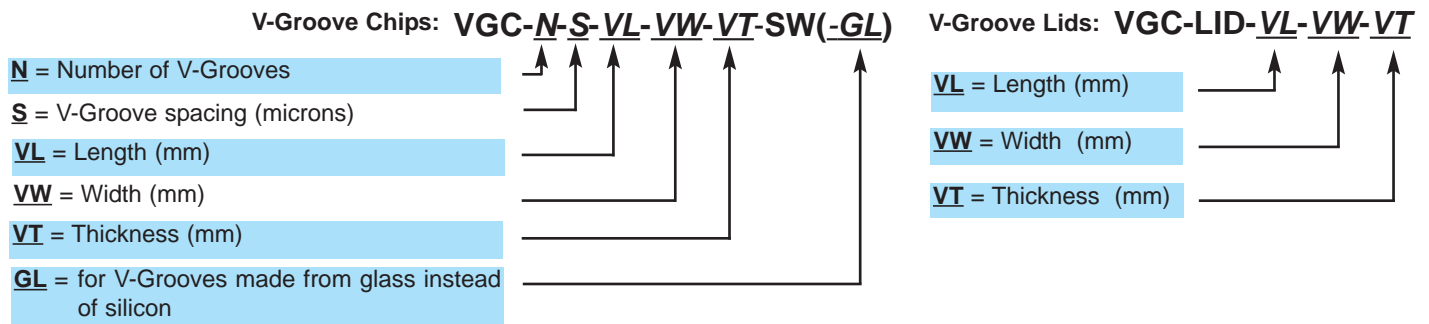 V-Groove Chips: VGC-N-S-VL-VW-VT-SW(-GL)
N = Number of V-Grooves
S = V-Groove spacing (microns)
VL = Length (mm)
VW = Width (mm)
VT = Thickness (mm)
GL = for V-Grooves made from glass instead
of silicon
V-Groove Lids: VGC-LID-VL-VW-VT
VL = Length (mm)
VW = Width (mm)
VT = Thickness (mm)